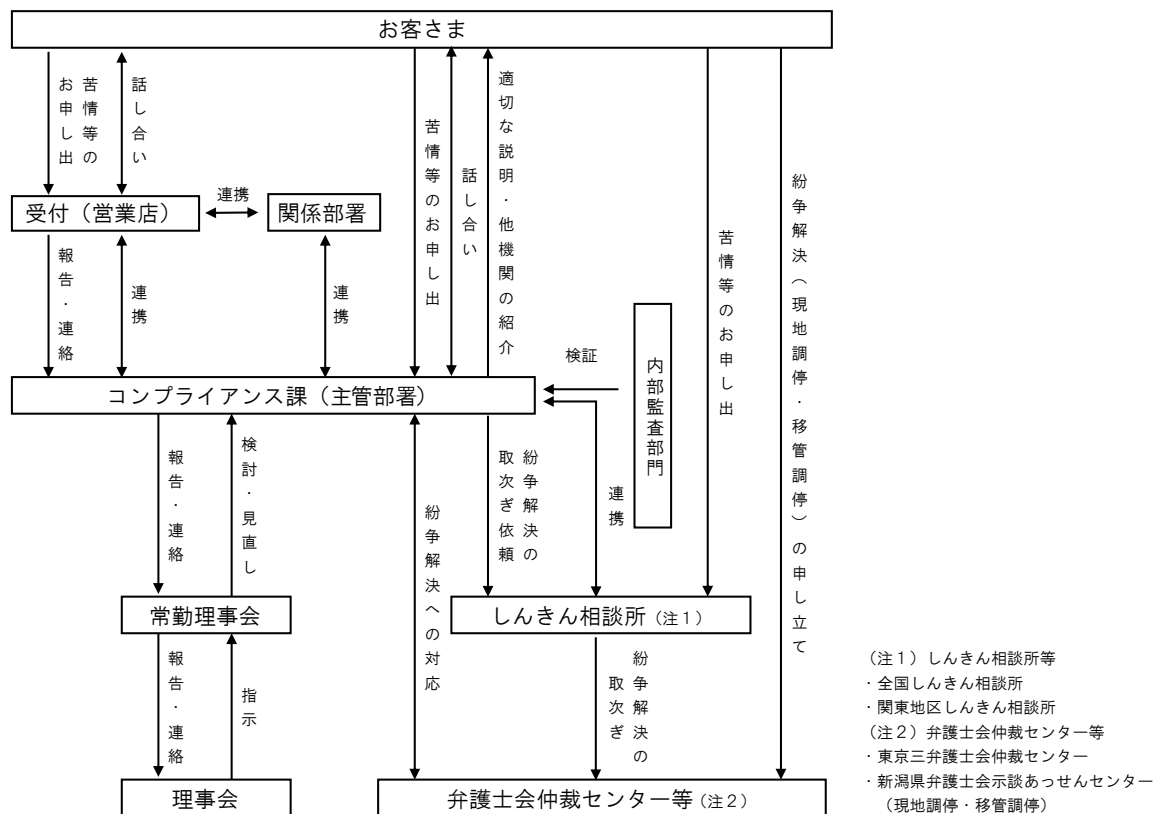 お客さま
苦情等の
お申し出
話し合い
苦情等のお申し出
話し合い
適切な説明・他機関の紹介
苦情等のお申し出
紛争解決（現地調停・移管調停）の申し立て
受付（営業店）
連携
関係部署
報告・連絡
連携
連携
検証
内部監査部門
コンプライアンス課（主管部署）
報告・連絡
検討・見直し
紛争解決への対応
紛争解決の
取次ぎ依頼
連携
常勤理事会
しんきん相談所（注１）
報告・連絡
指示
紛争解決の
取次ぎ
理事会
弁護士会仲裁センター等（注２）
（注１）しんきん相談所等
・全国しんきん相談所
・関東地区しんきん相談所
（注２）弁護士会仲裁センター等
・東京三弁護士会仲裁センター
・新潟県弁護士会示談あっせんセンター
（現地調停・移管調停）